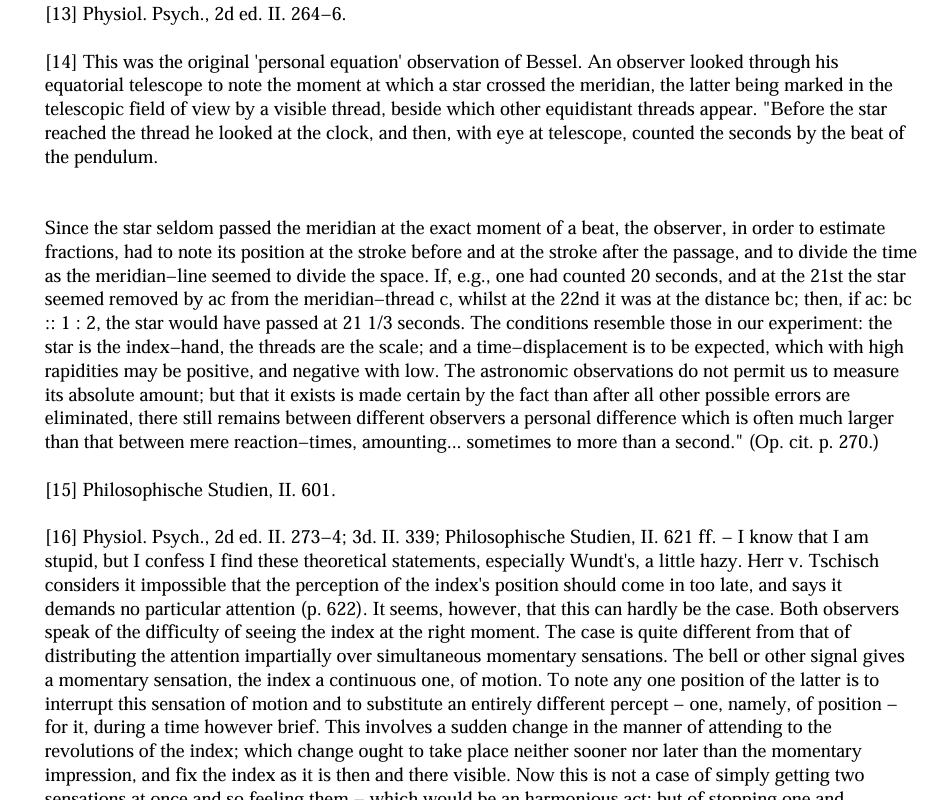 [13] Physiol. Psych., 2d ed. II. 264–6.
[14] This was the original 'personal equation' observation of Bessel. An observer looked through his
equatorial telescope to note the moment at which a star crossed the meridian, the latter being marked in the
telescopic field of view by a visible thread, beside which other equidistant threads appear. "Before the star
reached the thread he looked at the clock, and then, with eye at telescope, counted the seconds by the beat of
the pendulum.
Since the star seldom passed the meridian at the exact moment of a beat, the observer, in order to estimate
fractions, had to note its position at the stroke before and at the stroke after the passage, and to divide the time
as the meridian–line seemed to divide the space. If, e.g., one had counted 20 seconds, and at the 21st the star
seemed removed by ac from the meridian–thread c, whilst at the 22nd it was at the distance bc; then, if ac: bc
:: 1 : 2, the star would have passed at 21 1/3 seconds. The conditions resemble those in our experiment: the
star is the index–hand, the threads are the scale; and a time–displacement is to be expected, which with high
rapidities may be positive, and negative with low. The astronomic observations do not permit us to measure
its absolute amount; but that it exists is made certain by the fact than after all other possible errors are
eliminated, there still remains between different observers a personal difference which is often much larger
than that between mere reaction–times, amounting... sometimes to more than a second." (Op. cit. p. 270.)
[15] Philosophische Studien, II. 601.
[16] Physiol. Psych., 2d ed. II. 273–4; 3d. II. 339; Philosophische Studien, II. 621 ff. – I know that I am
stupid, but I confess I find these theoretical statements, especially Wundt's, a little hazy. Herr v. Tschisch
considers it impossible that the perception of the index's position should come in too late, and says it
demands no particular attention (p. 622). It seems, however, that this can hardly be the case. Both observers
speak of the difficulty of seeing the index at the right moment. The case is quite different from that of
distributing the attention impartially over simultaneous momentary sensations. The bell or other signal gives
a momentary sensation, the index a continuous one, of motion. To note any one position of the latter is to
interrupt this sensation of motion and to substitute an entirely different percept – one, namely, of position –
for it, during a time however brief. This involves a sudden change in the manner of attending to the
revolutions of the index; which change ought to take place neither sooner nor later than the momentary
impression, and fix the index as it is then and there visible. Now this is not a case of simply getting two
sensations at once and so feeling them – which would be an harmonious act; but of stopping one and